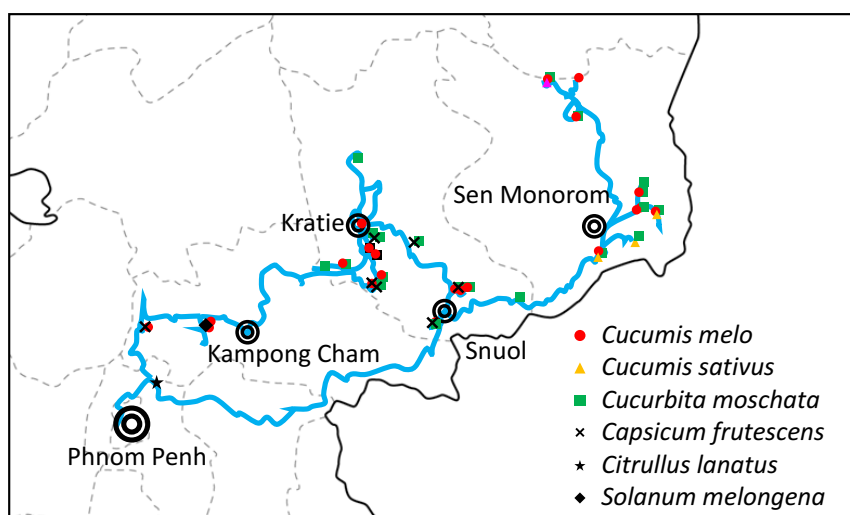 Sen Monorom
Kratie
Kampong Cham
Snuol
Phnom Penh
Cucumis melo
Cucumis sativus
Cucurbita moschata
Capsicum frutescens
Citrullus lanatus
Solanum melongena